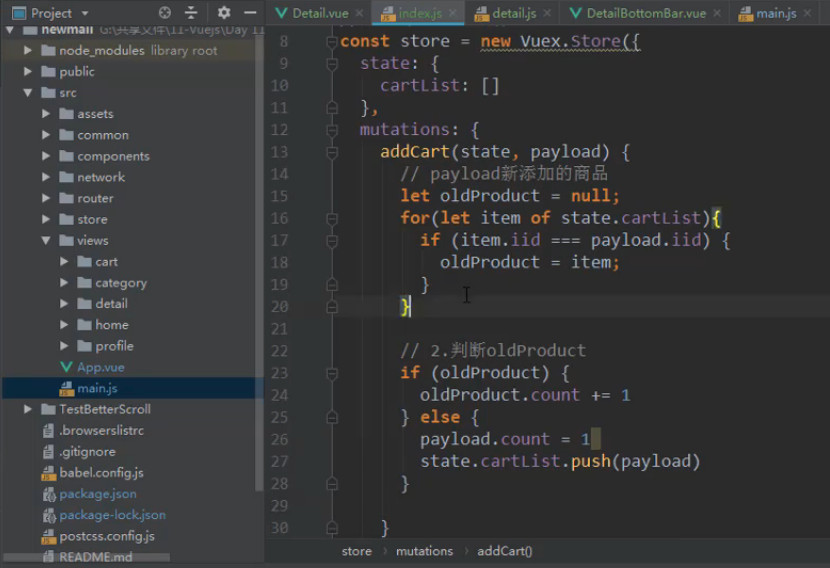 Project
Detail.vue
index.js
detail.js
DetailBottomBar.vue
main.js
newmall G:\共享文件\11-Vuejs\Day 11
node_modules library root
public
src
assets
common
components
network
router
store
views
cart
category
detail
home
profile
App.vue
main.js
TestBetterScroll
.browserslistrc
.gitignore
babel.config.js
package.json
package-lock.json
postcss.config.js
README.md
8 const store = new Vuex.Store({
9 state: {
10 cartList: []
11 },
12 mutations: {
13 addCart(state, payload) {
14 // payload新添加的商品
15 let oldProduct = null;
16 for(let item of state.cartList){
17 if (item.iid === payload.iid) {
18 oldProduct = item;
19 }
20 }
21
22 // 2.判断oldProduct
23 if (oldProduct) {
24 oldProduct.count += 1
25 } else {
26 payload.count = 1
27 state.cartList.push(payload)
28 }
29
30 }
store › mutations › addCart()